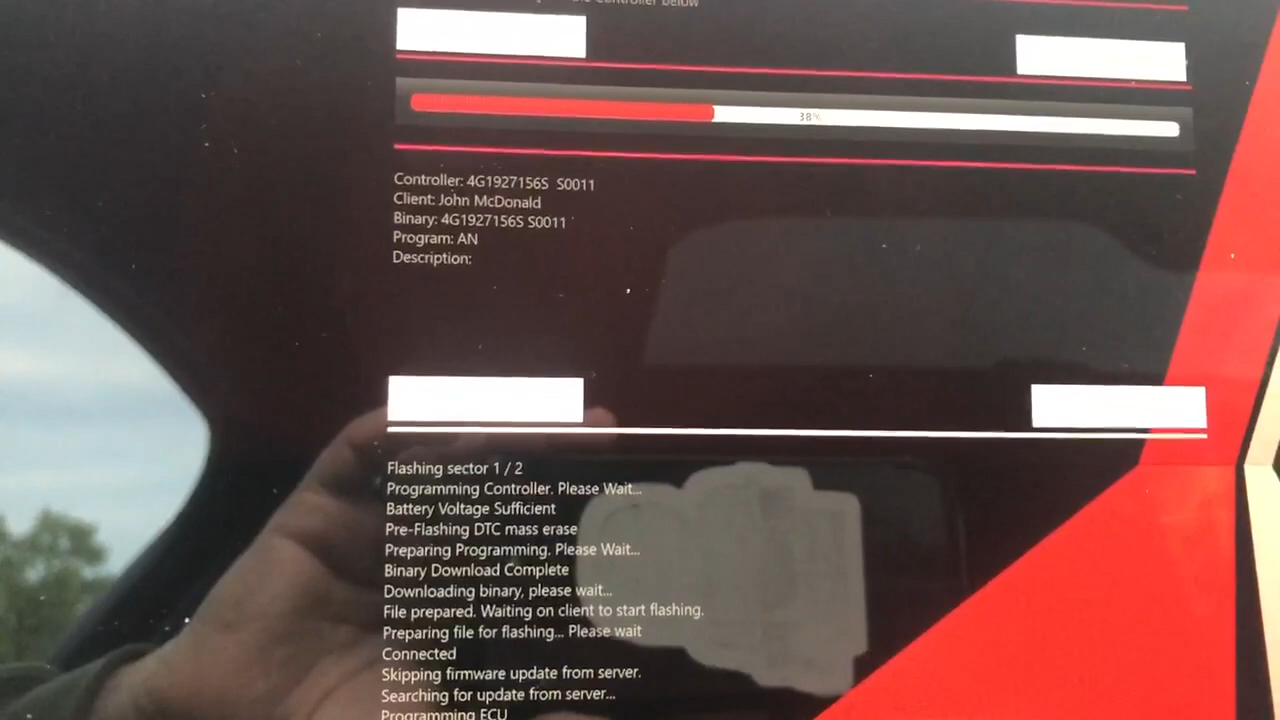 Controller below
38%
Controller: 4G1927156S S0011
Client: John McDonald
Binary: 4G1927156S S0011
Program: AN
Description:
Flashing sector 1 / 2
Programming Controller. Please Wait...
Battery Voltage Sufficient
Pre-Flashing DTC mass erase
Preparing Programming. Please Wait...
Binary Download Complete
Downloading binary, please wait...
File prepared. Waiting on client to start flashing.
Preparing file for flashing... Please wait
Connected
Skipping firmware update from server.
Searching for update from server...
Programming ECU